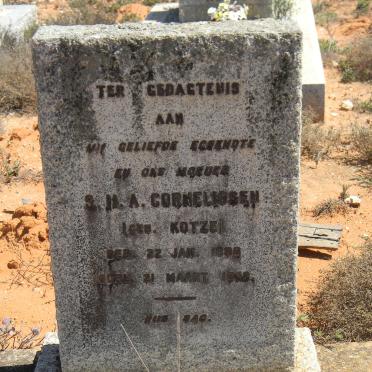 TER GEDAGTENIS
AAN
MY GELIEFDE EGGENOTE
EN ONS MOEDER
S. M. A. CORNELISSEN
(GEB. KOTZE)
GEB. 22 JAN.
OORL. 31 MAART
RUS SAG.